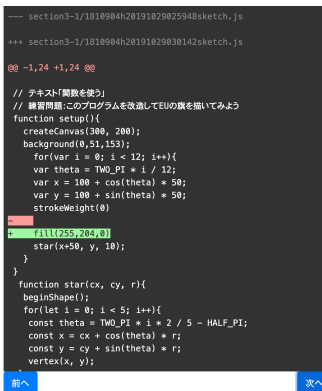 --- section3-1/1810904h20191029025948sketch.js
+++ section3-1/1810904h20191029030142sketch.js
@@ -1,24 +1,24 @@
// テキスト「関数を使う」
// 練習問題:このプログラムを改造してEUの旗を描いてみよう
function setup(){
createCanvas(300, 200);
background(0,51,153);
for(var i = 0; i < 12; i++){
var theta = TWO_PI * i / 12;
var x = 100 + cos(theta) * 50;
var y = 100 + sin(theta) * 50;
strokeWeight(0)
-
+ fill(255,204,0)
star(x+50, y, 10);
}
}
function star(cx, cy, r){
beginShape();
for(let i = 0; i < 5; i++){
const theta = TWO_PI * i * 2 / 5 - HALF_PI;
const x = cx + cos(theta) * r;
const y = cy + sin(theta) * r;
vertex(x, y);
前へ
次へ